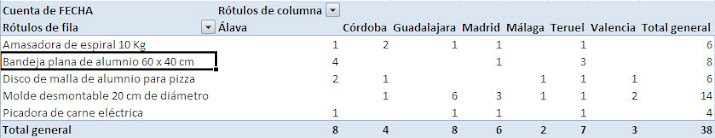 Cuenta de FECHA Rótulos de columna
Rótulos de fila Álava Córdoba Guadalajara Madrid Málaga Teruel Valencia Total general
Amasadora de espiral 10 Kg 1 2 1 1 1 6
Bandeja plana de alumnio 60 x 40 cm 4 1 3 8
Disco de malla de alumnio para pizza 2 1 1 1 1 6
Molde desmontable 20 cm de diámetro 1 6 3 1 1 2 14
Picadora de carne eléctrica 1 1 1 1 4
Total general 8 4 8 6 2 7 3 38